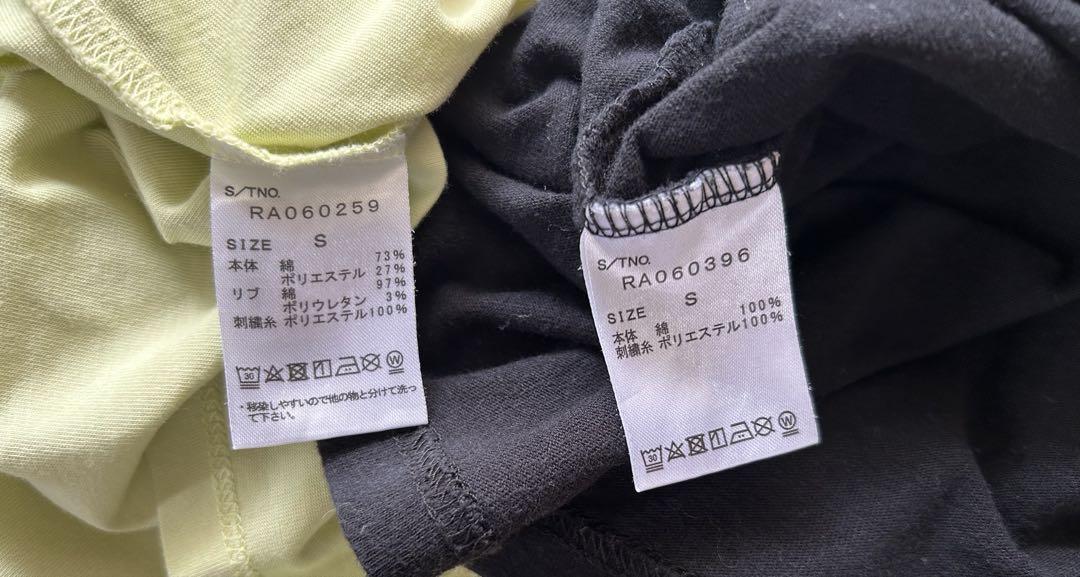 S/TNO.
RA060259
SIZE S
本体 綿 73%
ポリエステル 27%
リブ 綿 97%
ポリウレタン 3%
刺繍糸 ポリエステル100%
30 W
・移染しやすいので他の物と分けて洗っ
て下さい。
S/TNO.
RA060396
SIZE S
本体 綿 100%
刺繍糸 ポリエステル100%
30 W